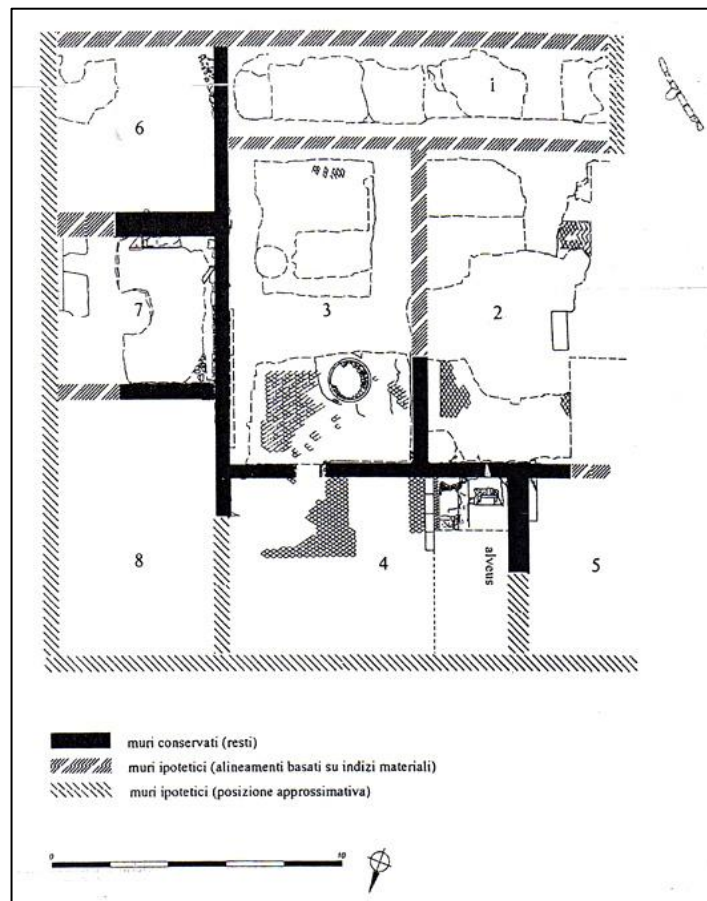 1
6
3
2
7
8
4
alveus
5
muri conservati (resti)
muri ipotetici (alineamenti basati su indizi materiali)
muri ipotetici (posizione approssimativa)
0 10